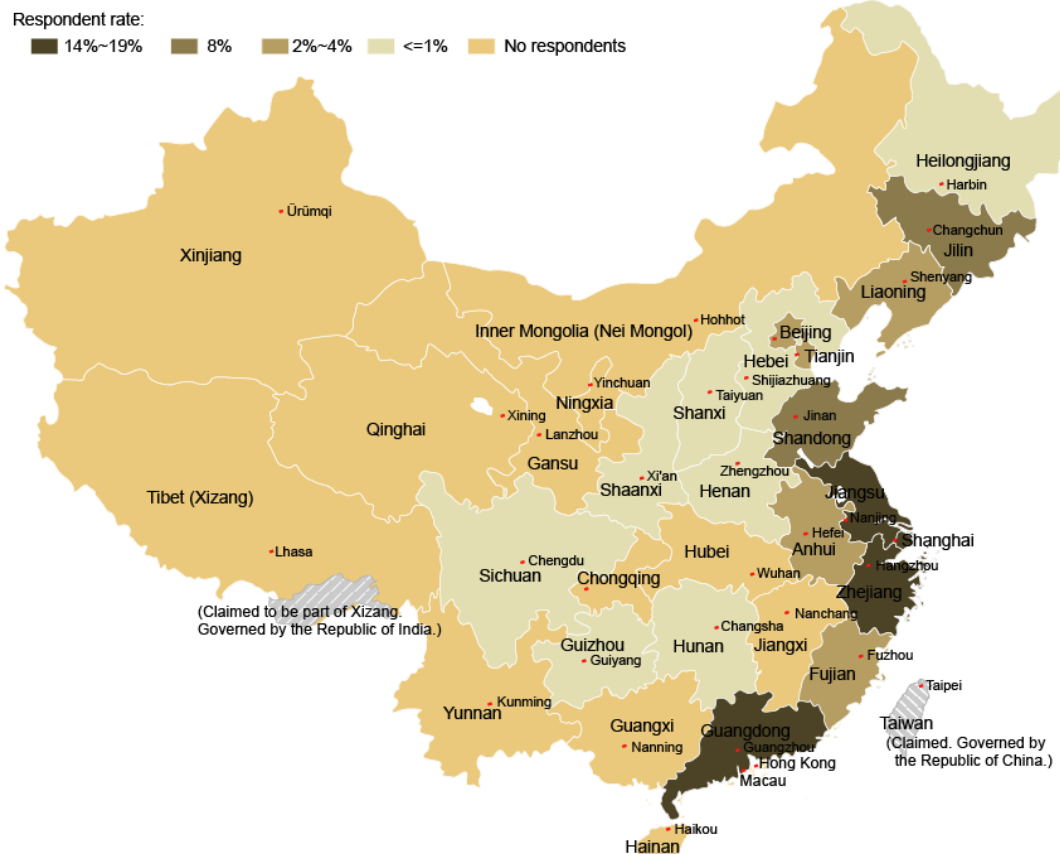 Respondent rate:
14%~19% 8% 2%~4% <=1% No respondents
Heilongjiang
Harbin
Changchun
Jilin
Ürümqi
Xinjiang
Shenyang
Liaoning
Inner Mongolia (Nei Mongol)
Hohhot
Beijing
Tianjin
Hebei
Shijiazhuang
Yinchuan
Ningxia
Taiyuan
Shanxi
Qinghai
Xining
Lanzhou
Gansu
Jinan
Shandong
Xi'an
Shaanxi
Zhengzhou
Henan
Tibet (Xizang)
Lhasa
Jiangsu
Nanjing
Hefei
Anhui
Shanghai
Hangzhou
Zhejiang
Chengdu
Sichuan
Chongqing
Hubei
Wuhan
(Claimed to be part of Xizang.
Governed by the Republic of India.)
Nanchang
Jiangxi
Changsha
Hunan
Guizhou
Guiyang
Fuzhou
Fujian
Kunming
Yunnan
Guangxi
Nanning
Guangdong
Guangzhou
Hong Kong
Macau
Taipei
Taiwan
(Claimed. Governed by
the Republic of China.)
Haikou
Hainan